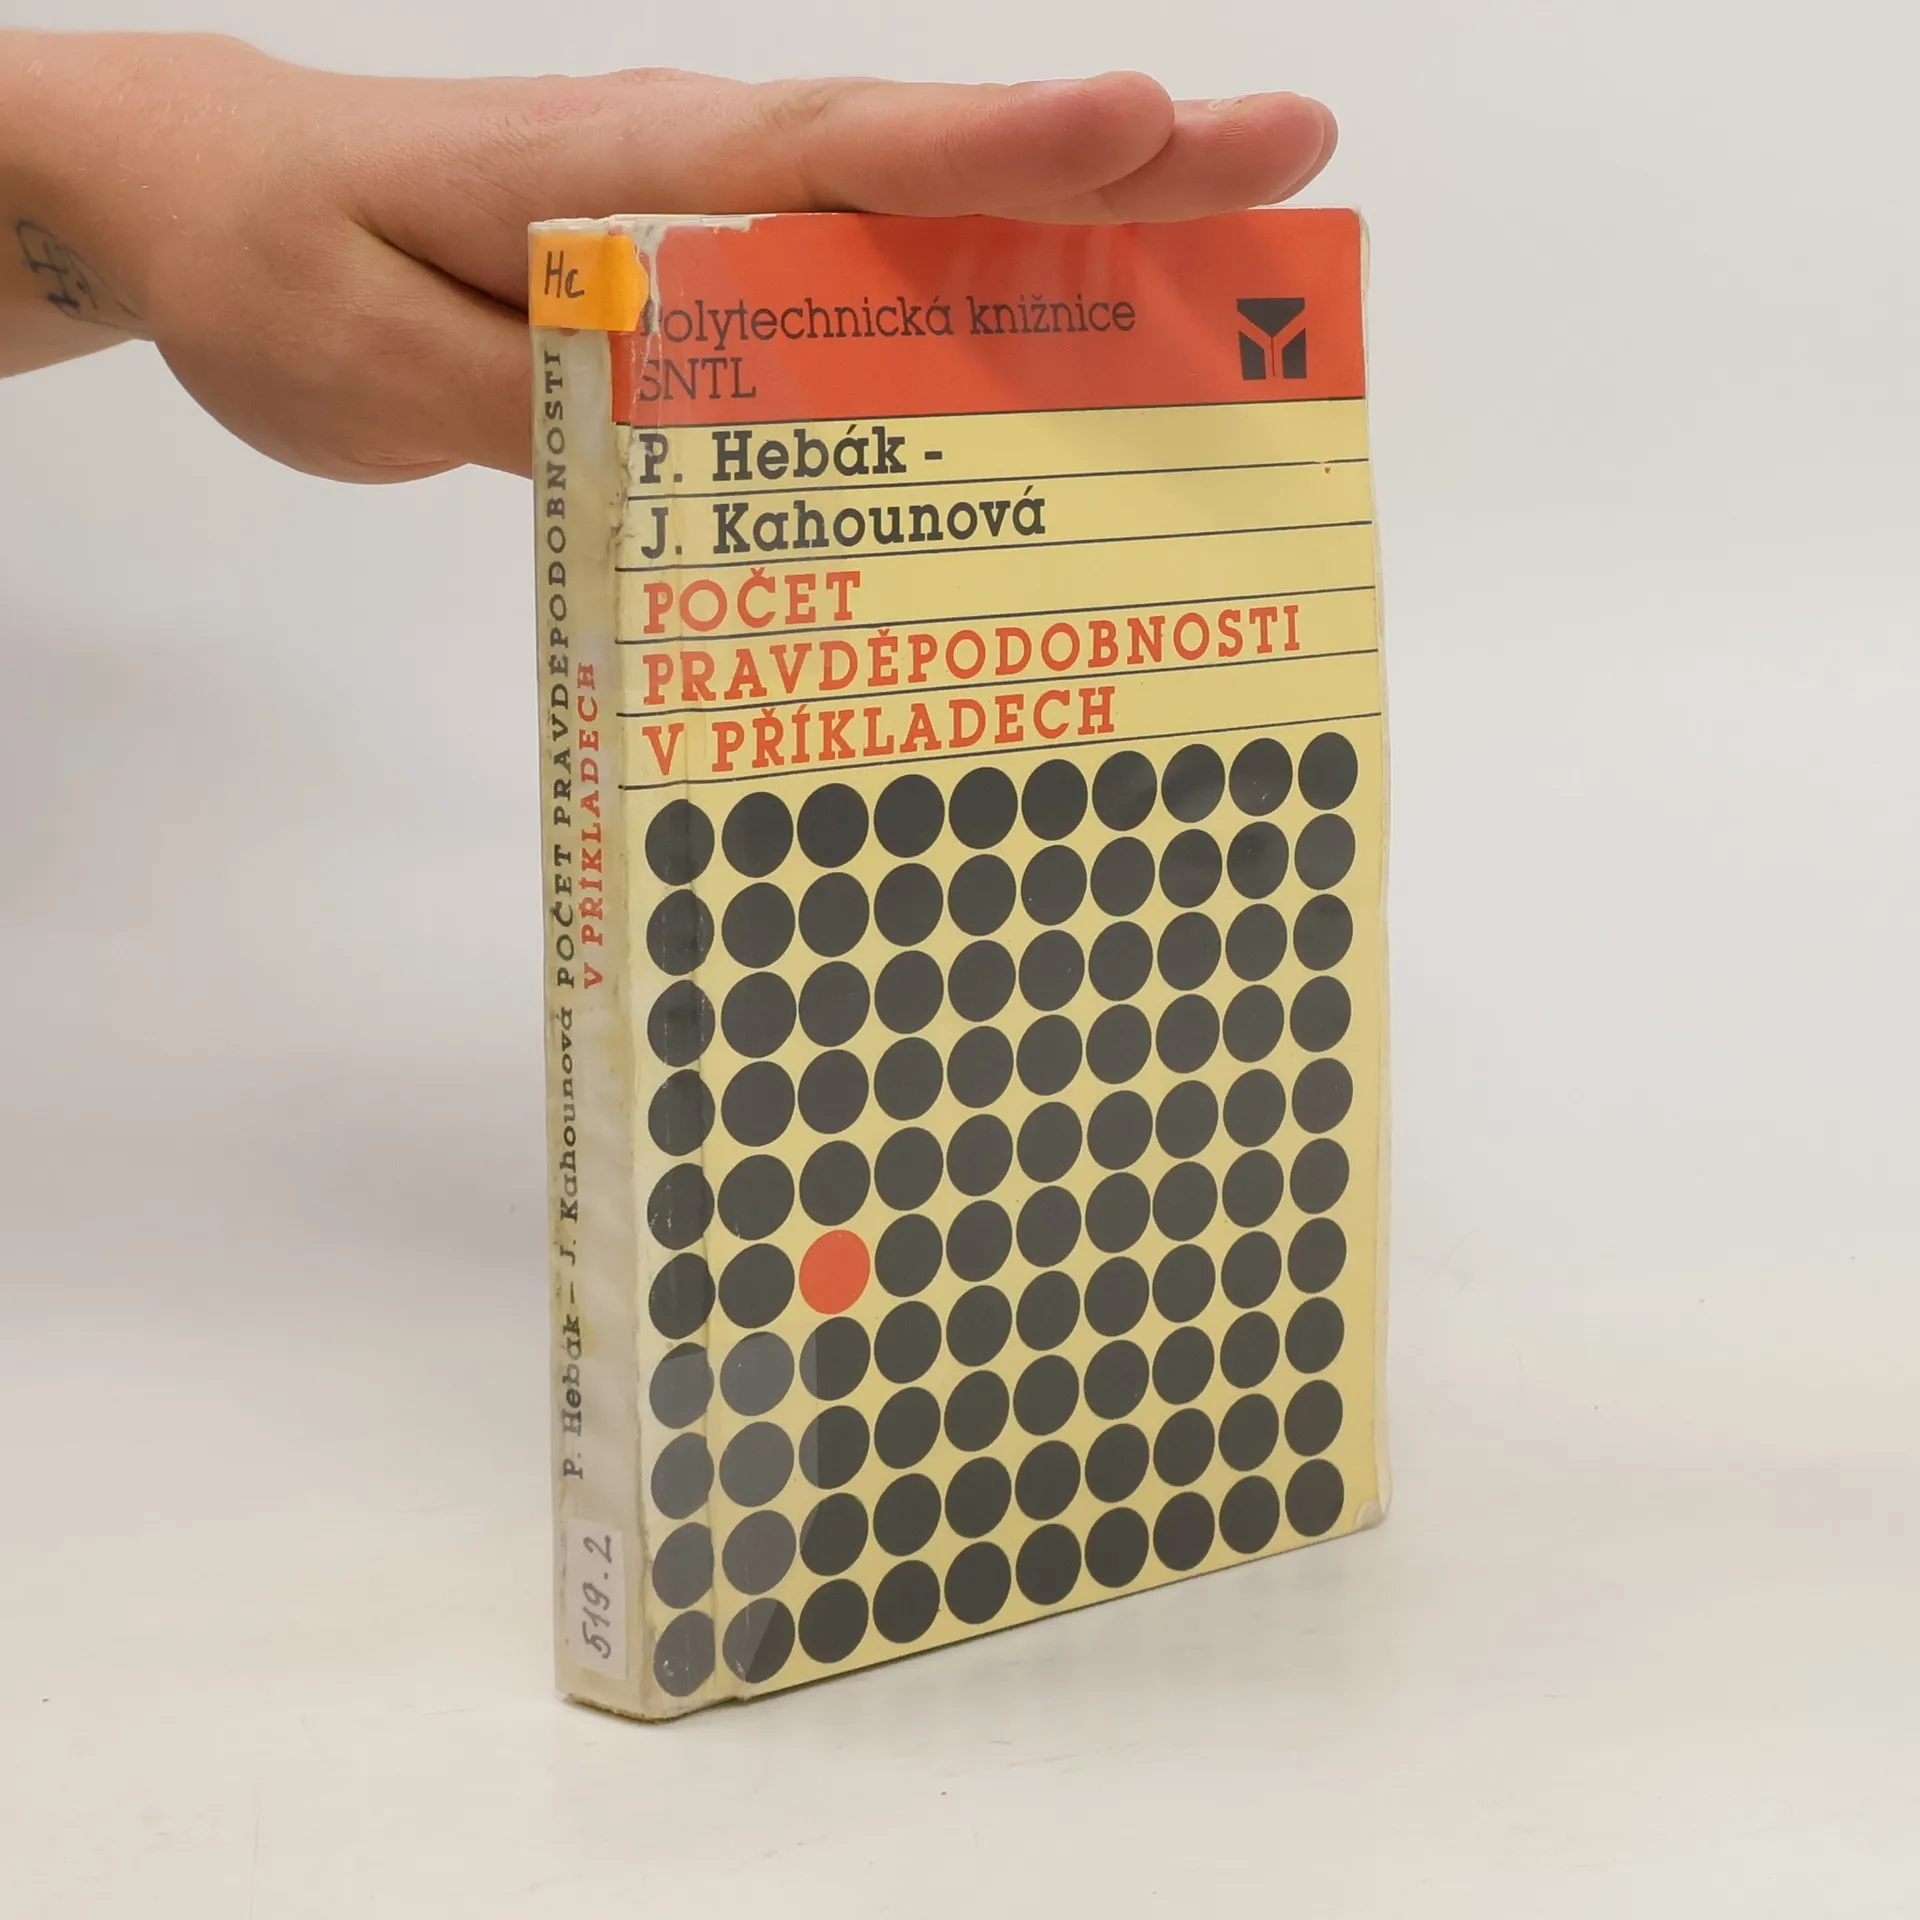 Hc
Polytechnická knižnice
SNTL
P. Hebák -
J. Kahounová
POČET
PRAVDĚPODOBNOSTI
V PŘÍKLADECH
P. Hebák – J. Kahounová POČET PRAVDĚPODOBNOSTI
V PŘÍKLADECH
519.2